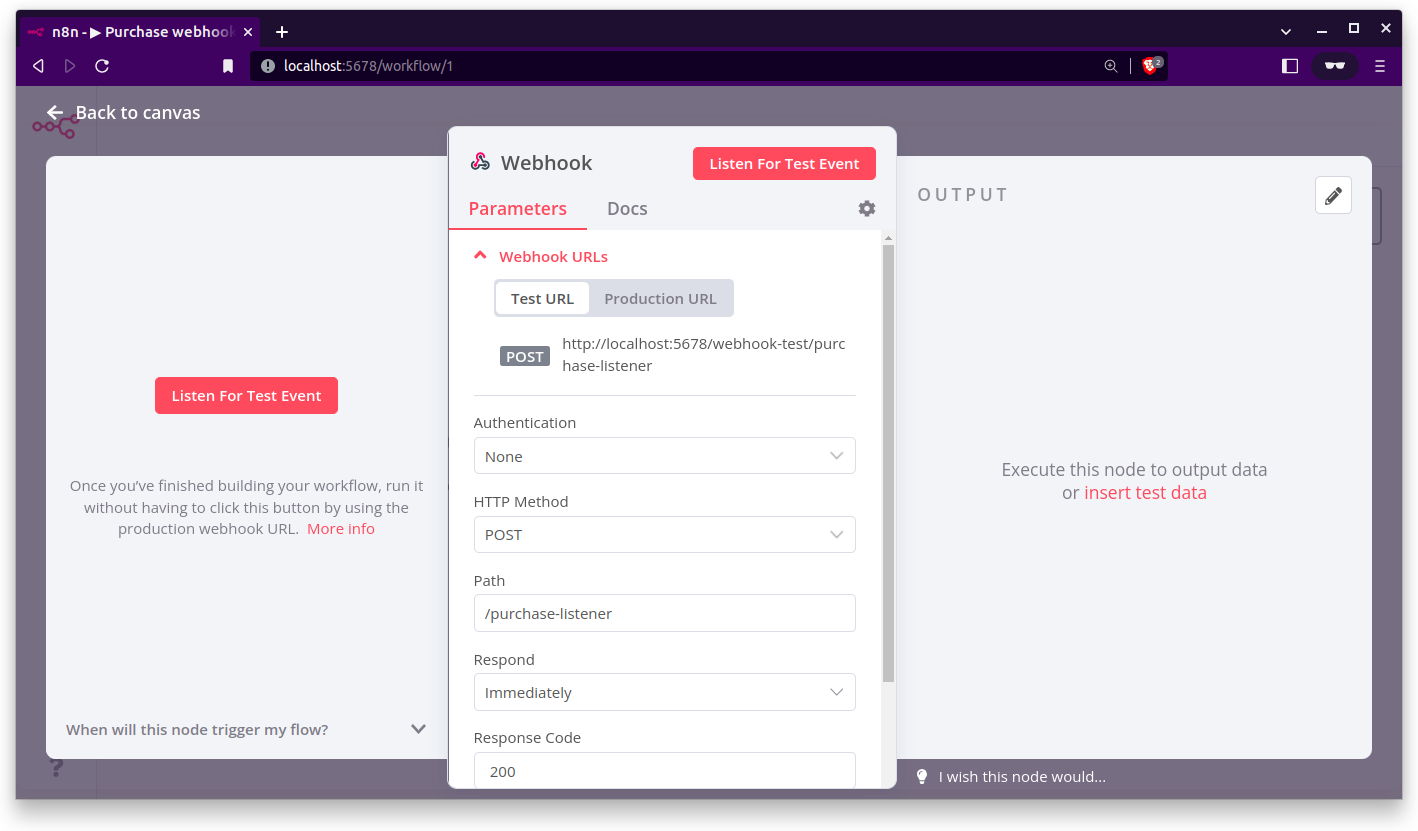 n8n - ▶ Purchase webhook
localhost:5678/workflow/1
2
Back to canvas
Listen For Test Event
Once you’ve finished building your workflow, run it
without having to click this button by using the
production webhook URL. More info
When will this node trigger my flow?
?
Webhook
Listen For Test Event
Parameters
Docs
Webhook URLs
Test URL
Production URL
POST
http://localhost:5678/webhook-test/purc
hase-listener
Authentication
None
HTTP Method
POST
Path
/purchase-listener
Respond
Immediately
Response Code
200
OUTPUT
Execute this node to output data
or insert test data
I wish this node would...